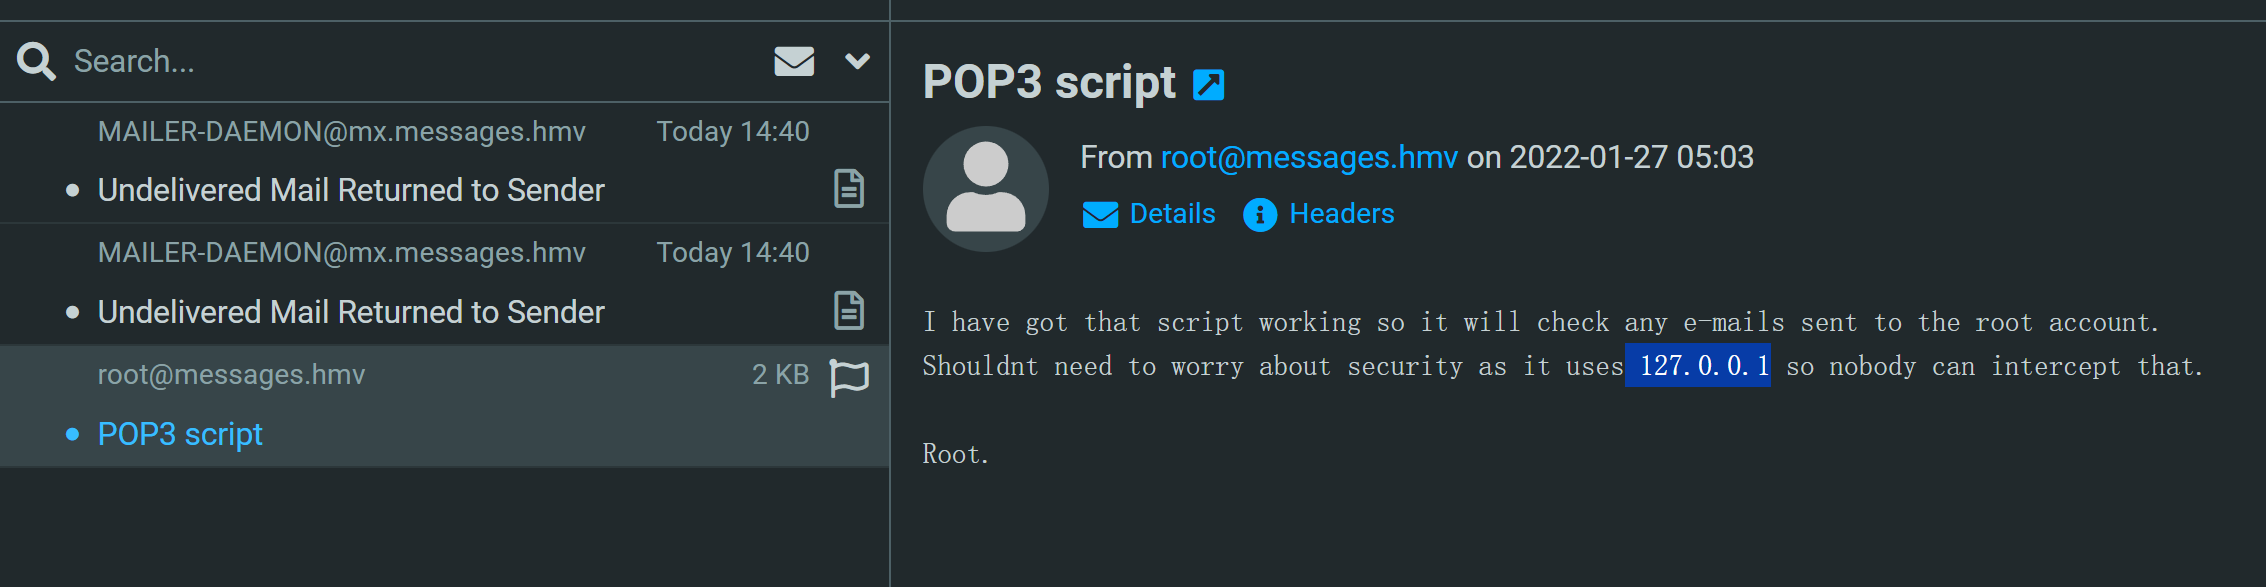 Search...
MAILER-DAEMON@mx.messages.hmv Today 14:40
Undelivered Mail Returned to Sender
MAILER-DAEMON@mx.messages.hmv Today 14:40
Undelivered Mail Returned to Sender
root@messages.hmv 2 KB
POP3 script
POP3 script
From root@messages.hmv on 2022-01-27 05:03
Details Headers
I have got that script working so it will check any e-mails sent to the root account.
Shouldnt need to worry about security as it uses 127.0.0.1 so nobody can intercept that.
Root.